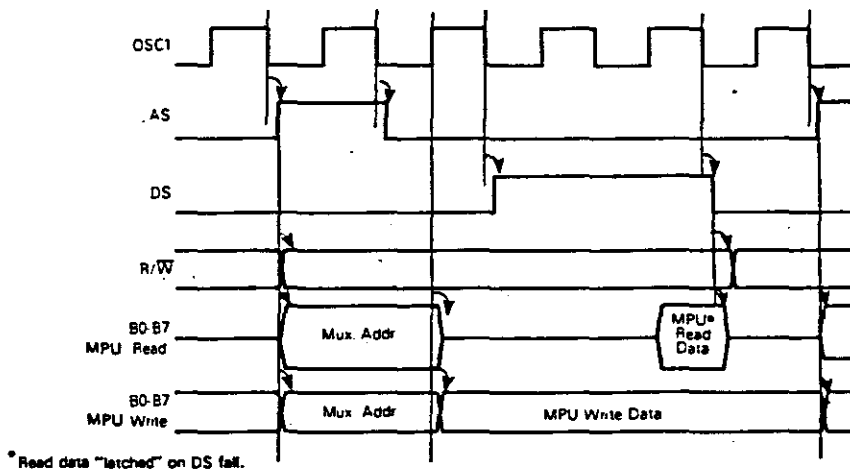 OSC1
AS
DS
R/W̅
B0-B7
MPU Read
Mux. Addr
MPU*
Read
Data
B0-B7
MPU Write
Mux Addr
MPU Write Data
*Read data "latched" on DS fall.